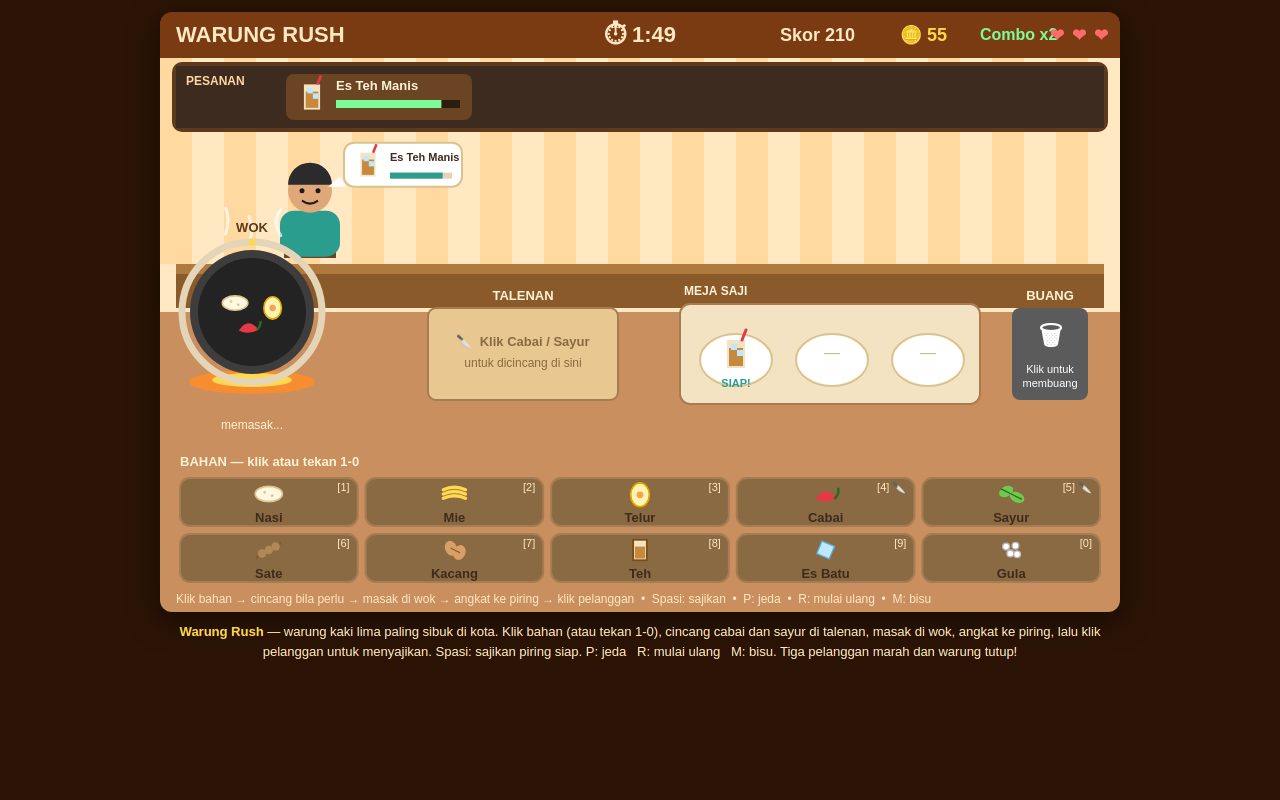 WARUNG RUSH
1:49
Skor 210
55
Combo x2
PESANAN
Es Teh Manis
Es Teh Manis
WOK
TALENAN
MEJA SAJI
BUANG
Klik Cabai / Sayur
untuk dicincang di sini
SIAP!
Klik untuk
membuang
memasak...
BAHAN — klik atau tekan 1-0
[1]
Nasi
[2]
Mie
[3]
Telur
[4]
Cabai
[5]
Sayur
[6]
Sate
[7]
Kacang
[8]
Teh
[9]
Es Batu
[0]
Gula
Klik bahan → cincang bila perlu → masak di wok → angkat ke piring → klik pelanggan • Spasi: sajikan • P: jeda • R: mulai ulang • M: bisu
Warung Rush — warung kaki lima paling sibuk di kota. Klik bahan (atau tekan 1-0), cincang cabai dan sayur di talenan, masak di wok, angkat ke piring, lalu klik
pelanggan untuk menyajikan. Spasi: sajikan piring siap. P: jeda R: mulai ulang M: bisu. Tiga pelanggan marah dan warung tutup!